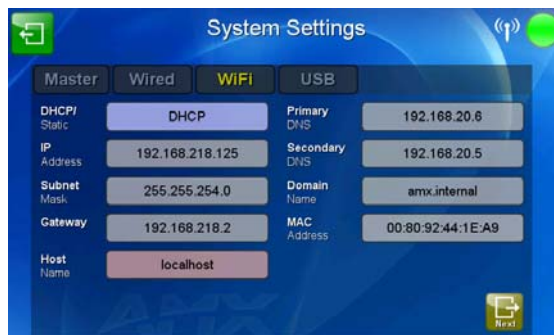 System Settings
Master Wired WiFi USB
DHCP/
Static
DHCP
Primary
DNS
192.168.20.6
IP
Address
192.168.218.125
Secondary
DNS
192.168.20.5
Subnet
Mask
255.255.254.0
Domain
Name
amx.internal
Gateway
192.168.218.2
MAC
Address
00:80:92:44:1E:A9
Host
Name
localhost
Next
AMX